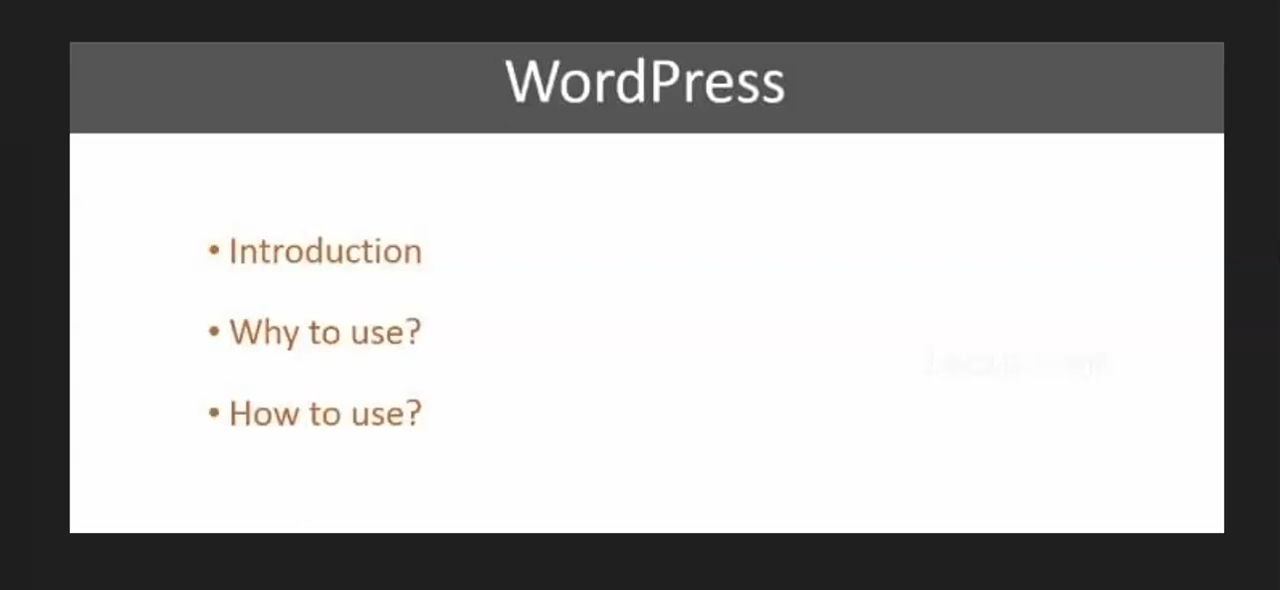 WordPress
• Introduction
• Why to use?
• How to use?